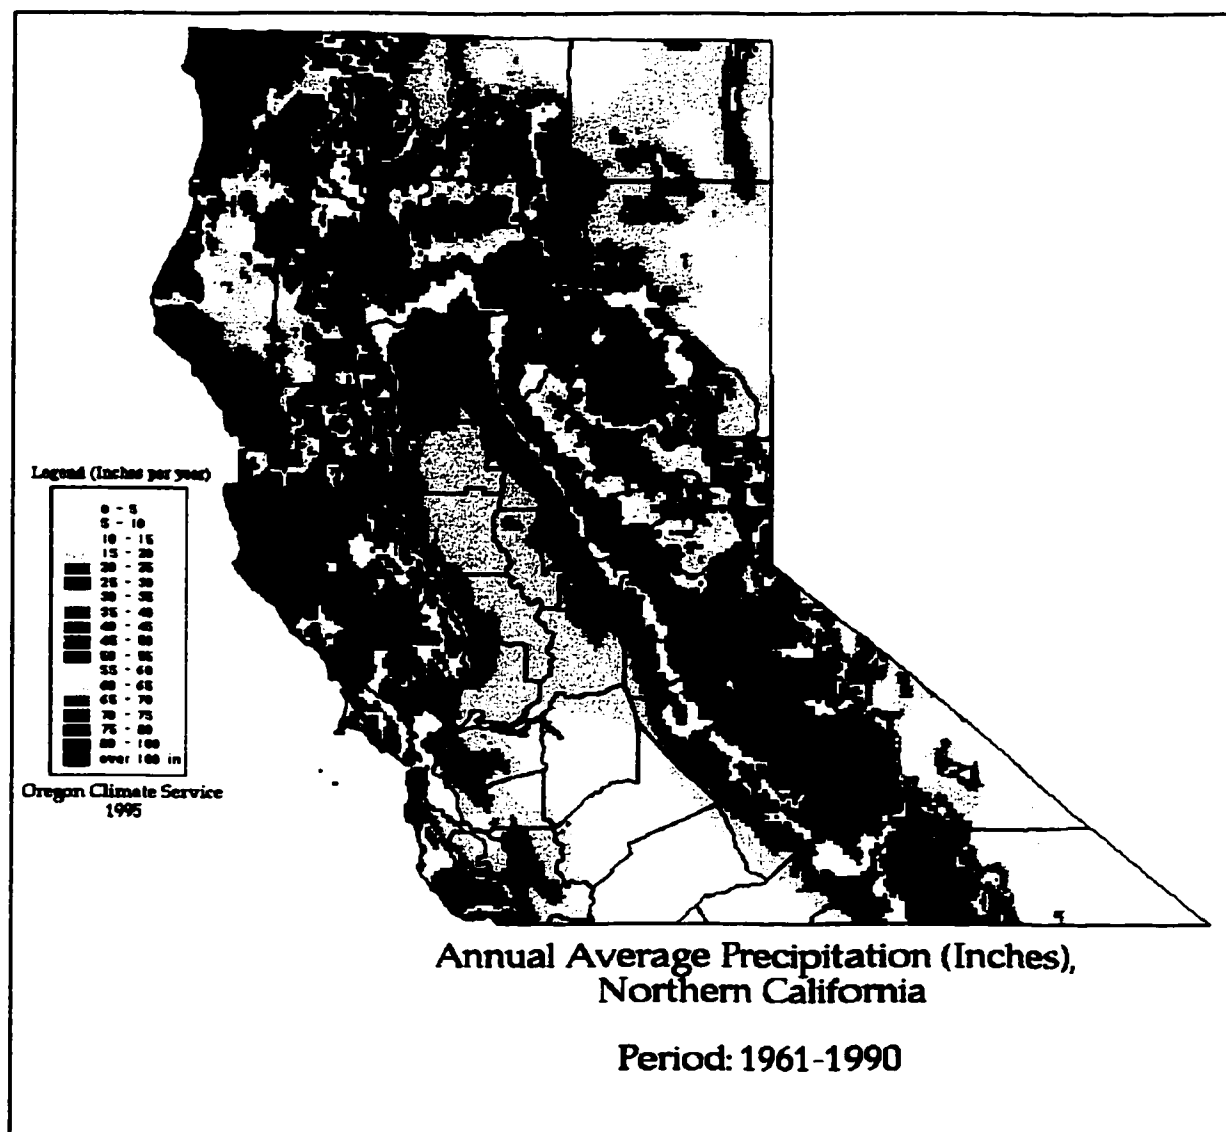 Legend (Inches per year)
0 - 5
5 - 10
10 - 15
15 - 20
20 - 25
25 - 30
30 - 35
35 - 40
40 - 45
45 - 50
50 - 55
55 - 60
60 - 65
65 - 70
70 - 75
75 - 80
80 - 100
over 100 in
Oregon Climate Service
1995
Annual Average Precipitation (Inches),
Northern California
Period: 1961-1990